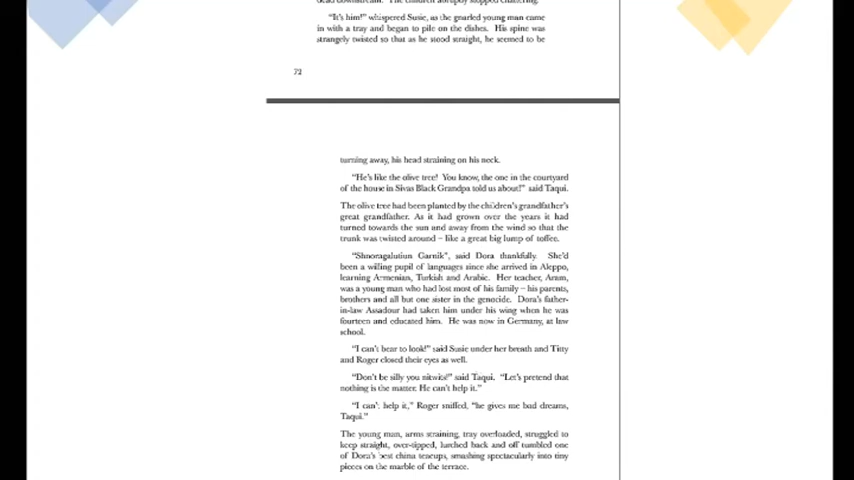 dead downstream. The children abruptly stopped chattering.
"It's him!" whispered Susie, as the gnarled young man came
in with a tray and began to pile on the dishes. His spine was
strangely twisted so that as he stood straight, he seemed to be
72
turning away, his head straining on his neck.
"He's like the olive tree! You know, the one in the courtyard
of the house in Sivas Black Grandpa told us about!" said Taqui.
The olive tree had been planted by the children's grandfather's
great grandfather. As it had grown over the years it had
turned towards the sun and away from the wind so that the
trunk was twisted around – like a great big lump of toffee.
"Shnoragalutiun Garnik", said Dora thankfully. She'd
been a willing pupil of languages since she arrived in Aleppo,
learning Armenian, Turkish and Arabic. Her teacher, Aram,
was a young man who had lost most of his family – his parents,
brothers and all but one sister in the genocide. Dora's father-
in-law Assadour had taken him under his wing when he was
fourteen and educated him. He was now in Germany, at law
school.
"I can't bear to look!" said Susie under her breath and Titty
and Roger closed their eyes as well.
"Don't be silly you nitwits!" said Taqui. "Let's pretend that
nothing is the matter. He can't help it."
"I can't help it," Roger sniffed, "he gives me bad dreams,
Taqui."
The young man, arms straining, tray overloaded, struggled to
keep straight, over-tipped, lurched back and off tumbled one
of Dora's best china teacups, smashing spectacularly into tiny
pieces on the marble of the terrace.